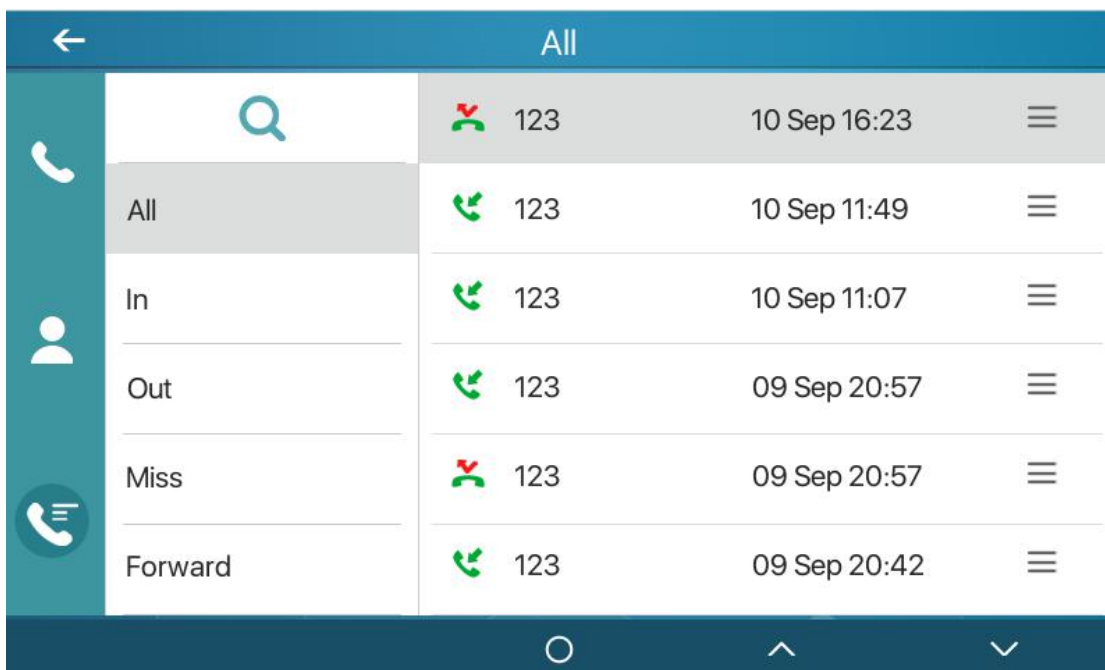 All
123 10 Sep 16:23
All
123 10 Sep 11:49
In
123 10 Sep 11:07
Out
123 09 Sep 20:57
Miss
123 09 Sep 20:57
Forward
123 09 Sep 20:42